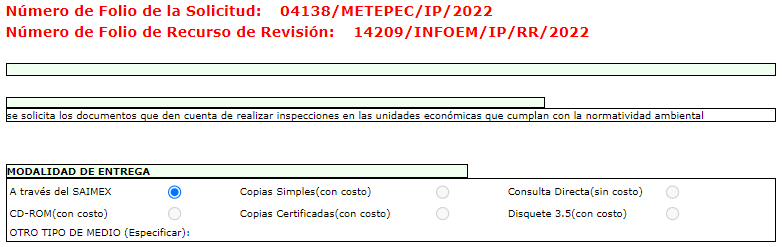 Número de Folio de la Solicitud: 04138/METEPEC/IP/2022
Número de Folio de Recurso de Revisión: 14209/INFOEM/IP/RR/2022
se solicita los documentos que den cuenta de realizar inspecciones en las unidades económicas que cumplan con la normatividad ambiental
MODALIDAD DE ENTREGA
A través del SAIMEX Copias Simples(con costo) Consulta Directa(sin costo)
CD-ROM(con costo) Copias Certificadas(con costo) Disquete 3.5(con costo)
OTRO TIPO DE MEDIO (Especificar):